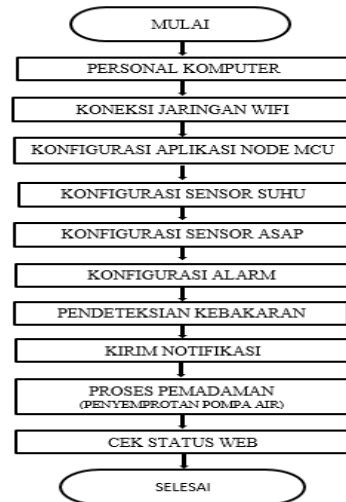 MULAI
PERSONAL KOMPUTER
KONEKSI JARINGAN WIFI
KONFIGURASI APLIKASI NODE MCU
KONFIGURASI SENSOR SUHU
KONFIGURASI SENSOR ASAP
KONFIGURASI ALARM
PENDETEKSIAN KEBAKARAN
KIRIM NOTIFIKASI
PROSES PEMADAMAN
(PENYEMPROTAN POMPA AIR)
CEK STATUS WEB
SELESAI